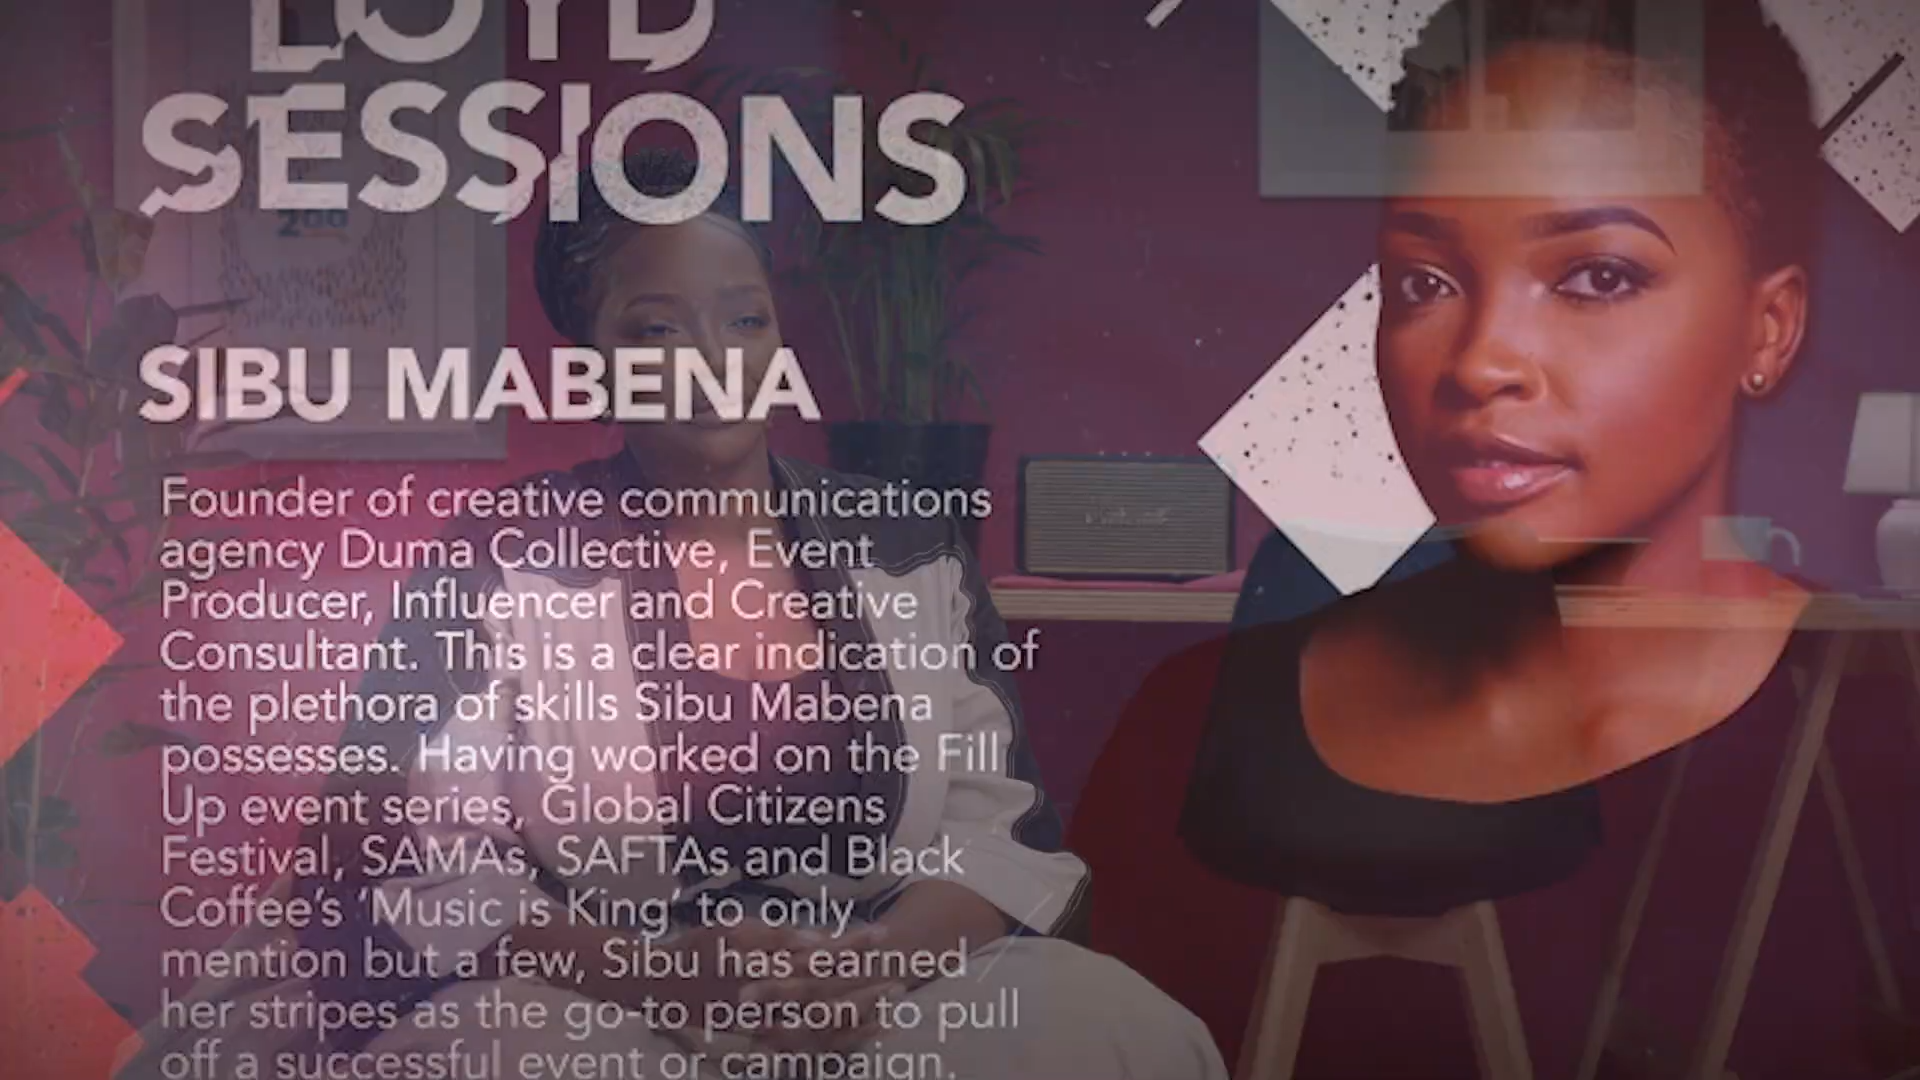 LOYD
SESSIONS
200
SIBU MABENA
Founder of creative communications
agency Duma Collective, Event
Producer, Influencer and Creative
Consultant. This is a clear indication of
the plethora of skills Sibu Mabena
possesses. Having worked on the Fill
Up event series, Global Citizens
Festival, SAMAs, SAFTAs and Black
Coffee’s ‘Music is King’ to only
mention but a few, Sibu has earned
her stripes as the go-to person to pull
off a successful event or campaign.